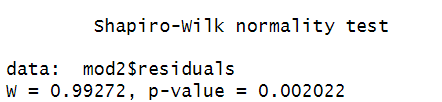 Shapiro-Wilk normality test
data:  mod2$residuals
W = 0.99272, p-value = 0.002022